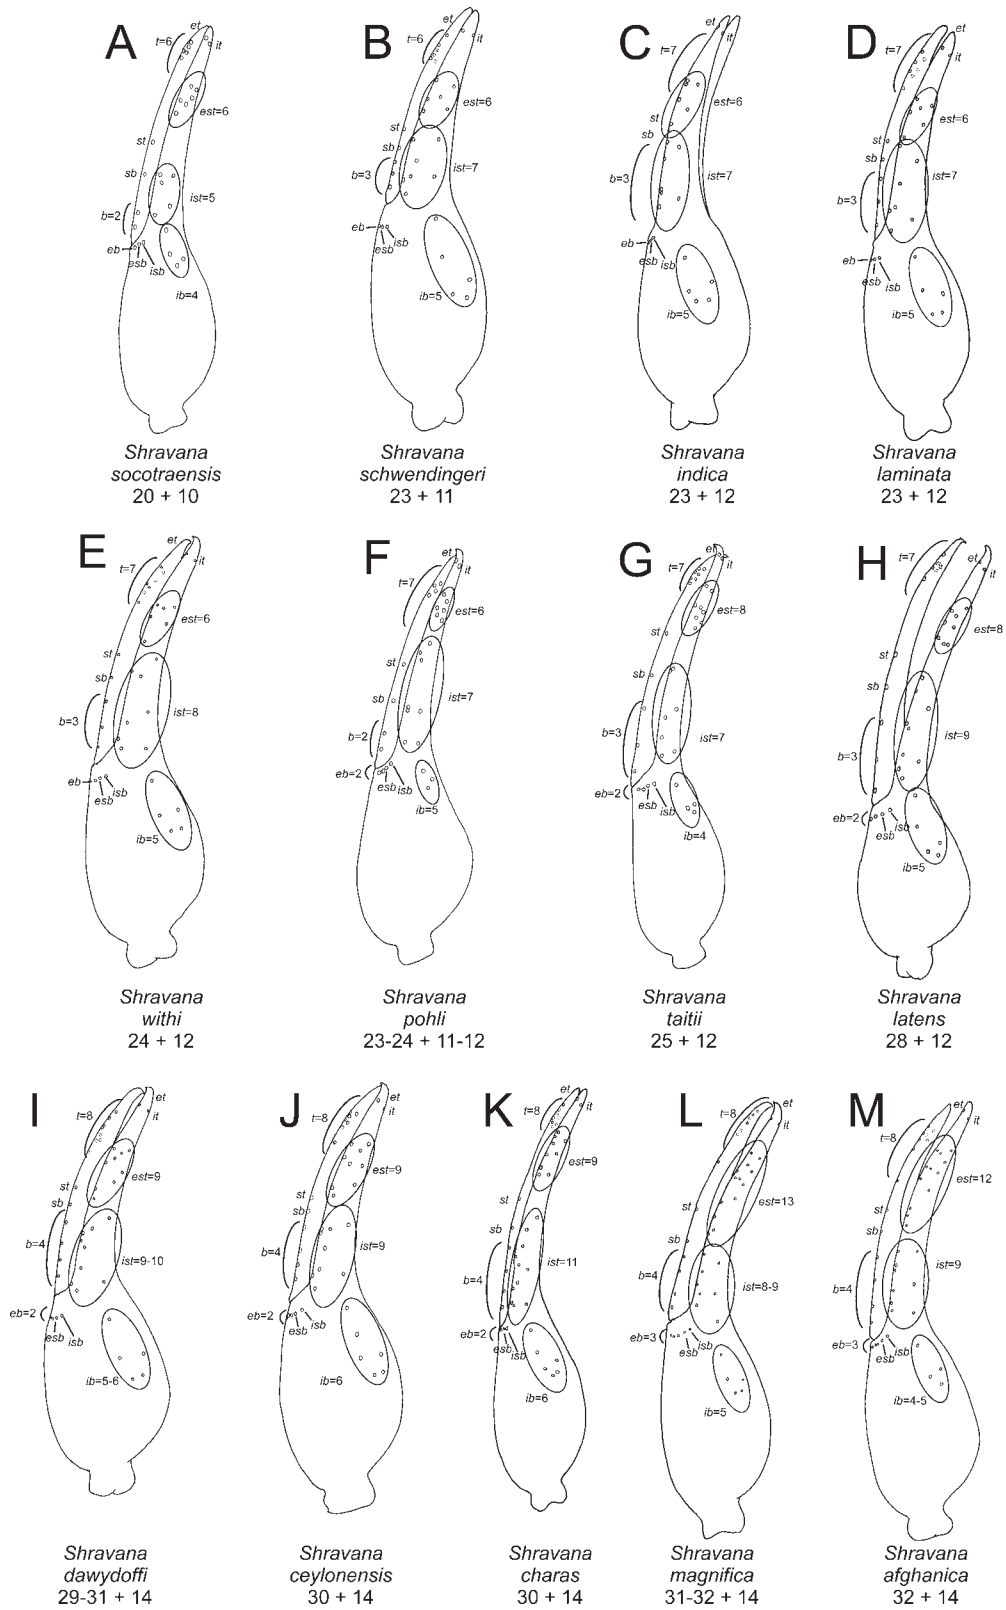 A
et
it
t=6
est=6
st
sb
ist=5
b=2
eb
esb
isb
ib=4
Shravana
socotraensis
20 + 10
B
et
it
t=6
est=6
st
sb
b=3
ist=7
eb
esb
isb
ib=5
Shravana
schwendingeri
23 + 11
C
et
it
t=7
est=6
st
sb
b=3
ist=7
eb
esb
isb
ib=5
Shravana
indica
23 + 12
D
et
it
t=7
est=6
st
sb
ist=7
b=3
eb
esb
isb
ib=5
Shravana
laminata
23 + 12
E
et
it
t=7
est=6
st
sb
b=3
ist=8
eb
esb
isb
ib=5
Shravana
withi
24 + 12
F
et
it
t=7
est=6
st
sb
ist=7
b=2
eb=2
esb
isb
ib=5
Shravana
pohli
23-24 + 11-12
G
et
it
t=7
est=8
st
sb
b=3
ist=7
eb=2
esb
isb
ib=4
Shravana
taitii
25 + 12
H
t=7
et
it
est=8
st
sb
ist=9
b=3
eb=2
esb
isb
ib=5
Shravana
latens
28 + 12
I
et
it
t=8
est=9
st
sb
b=4
ist=9-10
eb=2
esb
isb
ib=5-6
Shravana
dawydoffi
29-31 + 14
J
et
it
t=8
est=9
st
sb
b=4
ist=9
eb=2
esb
isb
ib=6
Shravana
ceylonensis
30 + 14
K
et
it
t=8
est=9
st
sb
ist=11
b=4
eb=2
esb
isb
ib=6
Shravana
charas
30 + 14
L
et
it
t=8
est=13
st
sb
b=4
ist=8-9
eb=3
esb
isb
ib=5
Shravana
magnifica
31-32 + 14
M
et
it
t=8
est=12
st
sb
ist=9
b=4
eb=3
esb
isb
ib=4-5
Shravana
afghanica
32 + 14